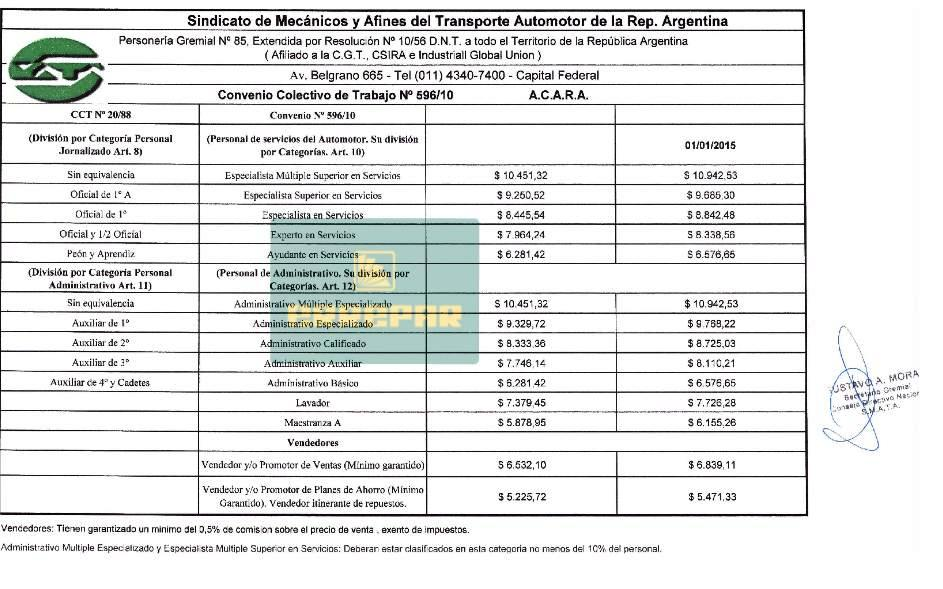 Sindicato de Mecánicos y Afines del Transporte Automotor de la Rep. Argentina
Personería Gremial Nº 85, Extendida por Resolución Nº 10/56 D.N.T. a todo el Territorio de la República Argentina
( Afiliado a la C.G.T., CSIRA e Industriall Global Union )
Av. Belgrano 665 - Tel (011) 4340-7400 - Capital Federal
Convenio Colectivo de Trabajo Nº 596/10 A.C.A.R.A.
CCT Nº 20/88 Convenio Nº 596/10
(División por Categoría Personal Jornalizado Art. 8) (Personal de servicios del Automotor. Su división por Categorías. Art. 10) 01/01/2015
Sin equivalencia Especialista Múltiple Superior en Servicios $ 10.451,32 $ 10.942,53
Oficial de 1º A Especialista Superior en Servicios $ 9.250,52 $ 9.685,30
Oficial de 1º Especialista en Servicios $ 8.445,54 $ 8.842,48
Oficial y 1/2 Oficial Experto en Servicios $ 7.964,24 $ 8.338,56
Peón y Aprendiz Ayudante en Servicios $ 6.281,42 $ 6.576,65
(División por Categoría Personal Administrativo Art. 11) (Personal de Administrativo. Su división por Categorías. Art. 12)
Sin equivalencia Administrativo Múltiple Especializado $ 10.451,32 $ 10.942,53
Auxiliar de 1º Administrativo Especializado $ 9.329,72 $ 9.768,22
Auxiliar de 2º Administrativo Calificado $ 8.333,36 $ 8.725,03
Auxiliar de 3º Administrativo Auxiliar $ 7.746,14 $ 8.110,21
Auxiliar de 4º y Cadetes Administrativo Básico $ 6.281,42 $ 6.576,65
Lavador $ 7.379,45 $ 7.726,28
Maestranza A $ 5.878,95 $ 6.155,26
Vendedores
Vendedor y/o Promotor de Ventas (Mínimo garantido) $ 6.532,10 $ 6.839,11
Vendedor y/o Promotor de Planes de Ahorro (Mínimo Garantido). Vendedor itinerante de repuestos. $ 5.225,72 $ 5.471,33
Vendedores: Tienen garantizado un minimo del 0,5% de comision sobre el precio de venta , exento de impuestos.
Administrativo Multiple Especializado y Especialista Multiple Superior en Servicios: Deberan estar clasificados en esta categoria no menos del 10% del personal.
GUSTAVO A. MORA
Secretario Gremial
Consejo Directivo Nacion
S.M.A.T.A.